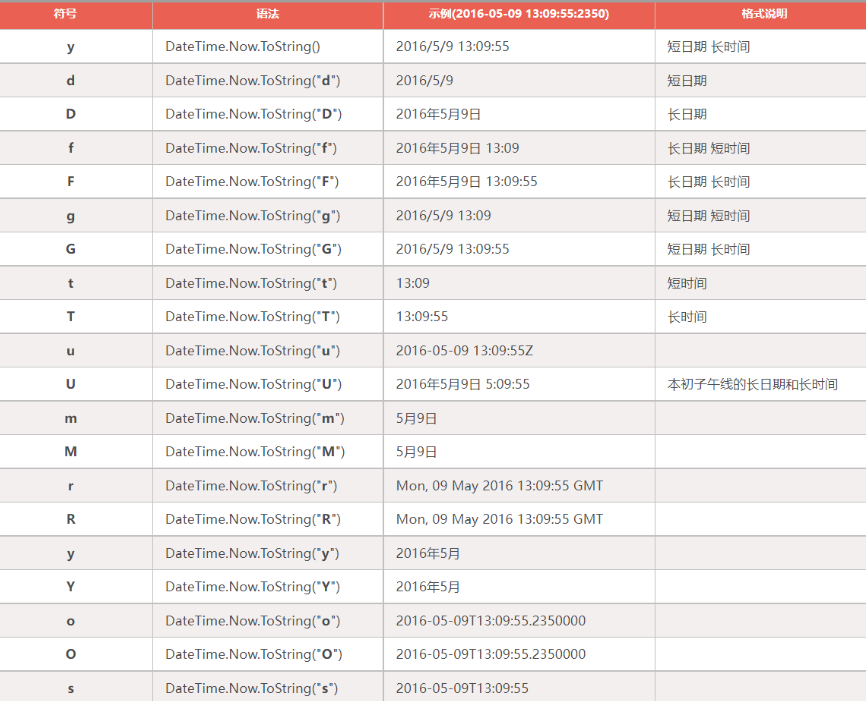 符号 语法 示例(2016-05-09 13:09:55:2350) 格式说明
y DateTime.Now.ToString() 2016/5/9 13:09:55 短日期 长时间
d DateTime.Now.ToString("d") 2016/5/9 短日期
D DateTime.Now.ToString("D") 2016年5月9日 长日期
f DateTime.Now.ToString("f") 2016年5月9日 13:09 长日期 短时间
F DateTime.Now.ToString("F") 2016年5月9日 13:09:55 长日期 长时间
g DateTime.Now.ToString("g") 2016/5/9 13:09 短日期 短时间
G DateTime.Now.ToString("G") 2016/5/9 13:09:55 短日期 长时间
t DateTime.Now.ToString("t") 13:09 短时间
T DateTime.Now.ToString("T") 13:09:55 长时间
u DateTime.Now.ToString("u") 2016-05-09 13:09:55Z
U DateTime.Now.ToString("U") 2016年5月9日 5:09:55 本初子午线的长日期和长时间
m DateTime.Now.ToString("m") 5月9日
M DateTime.Now.ToString("M") 5月9日
r DateTime.Now.ToString("r") Mon, 09 May 2016 13:09:55 GMT
R DateTime.Now.ToString("R") Mon, 09 May 2016 13:09:55 GMT
y DateTime.Now.ToString("y") 2016年5月
Y DateTime.Now.ToString("Y") 2016年5月
o DateTime.Now.ToString("o") 2016-05-09T13:09:55.2350000
O DateTime.Now.ToString("O") 2016-05-09T13:09:55.2350000
s DateTime.Now.ToString("s") 2016-05-09T13:09:55